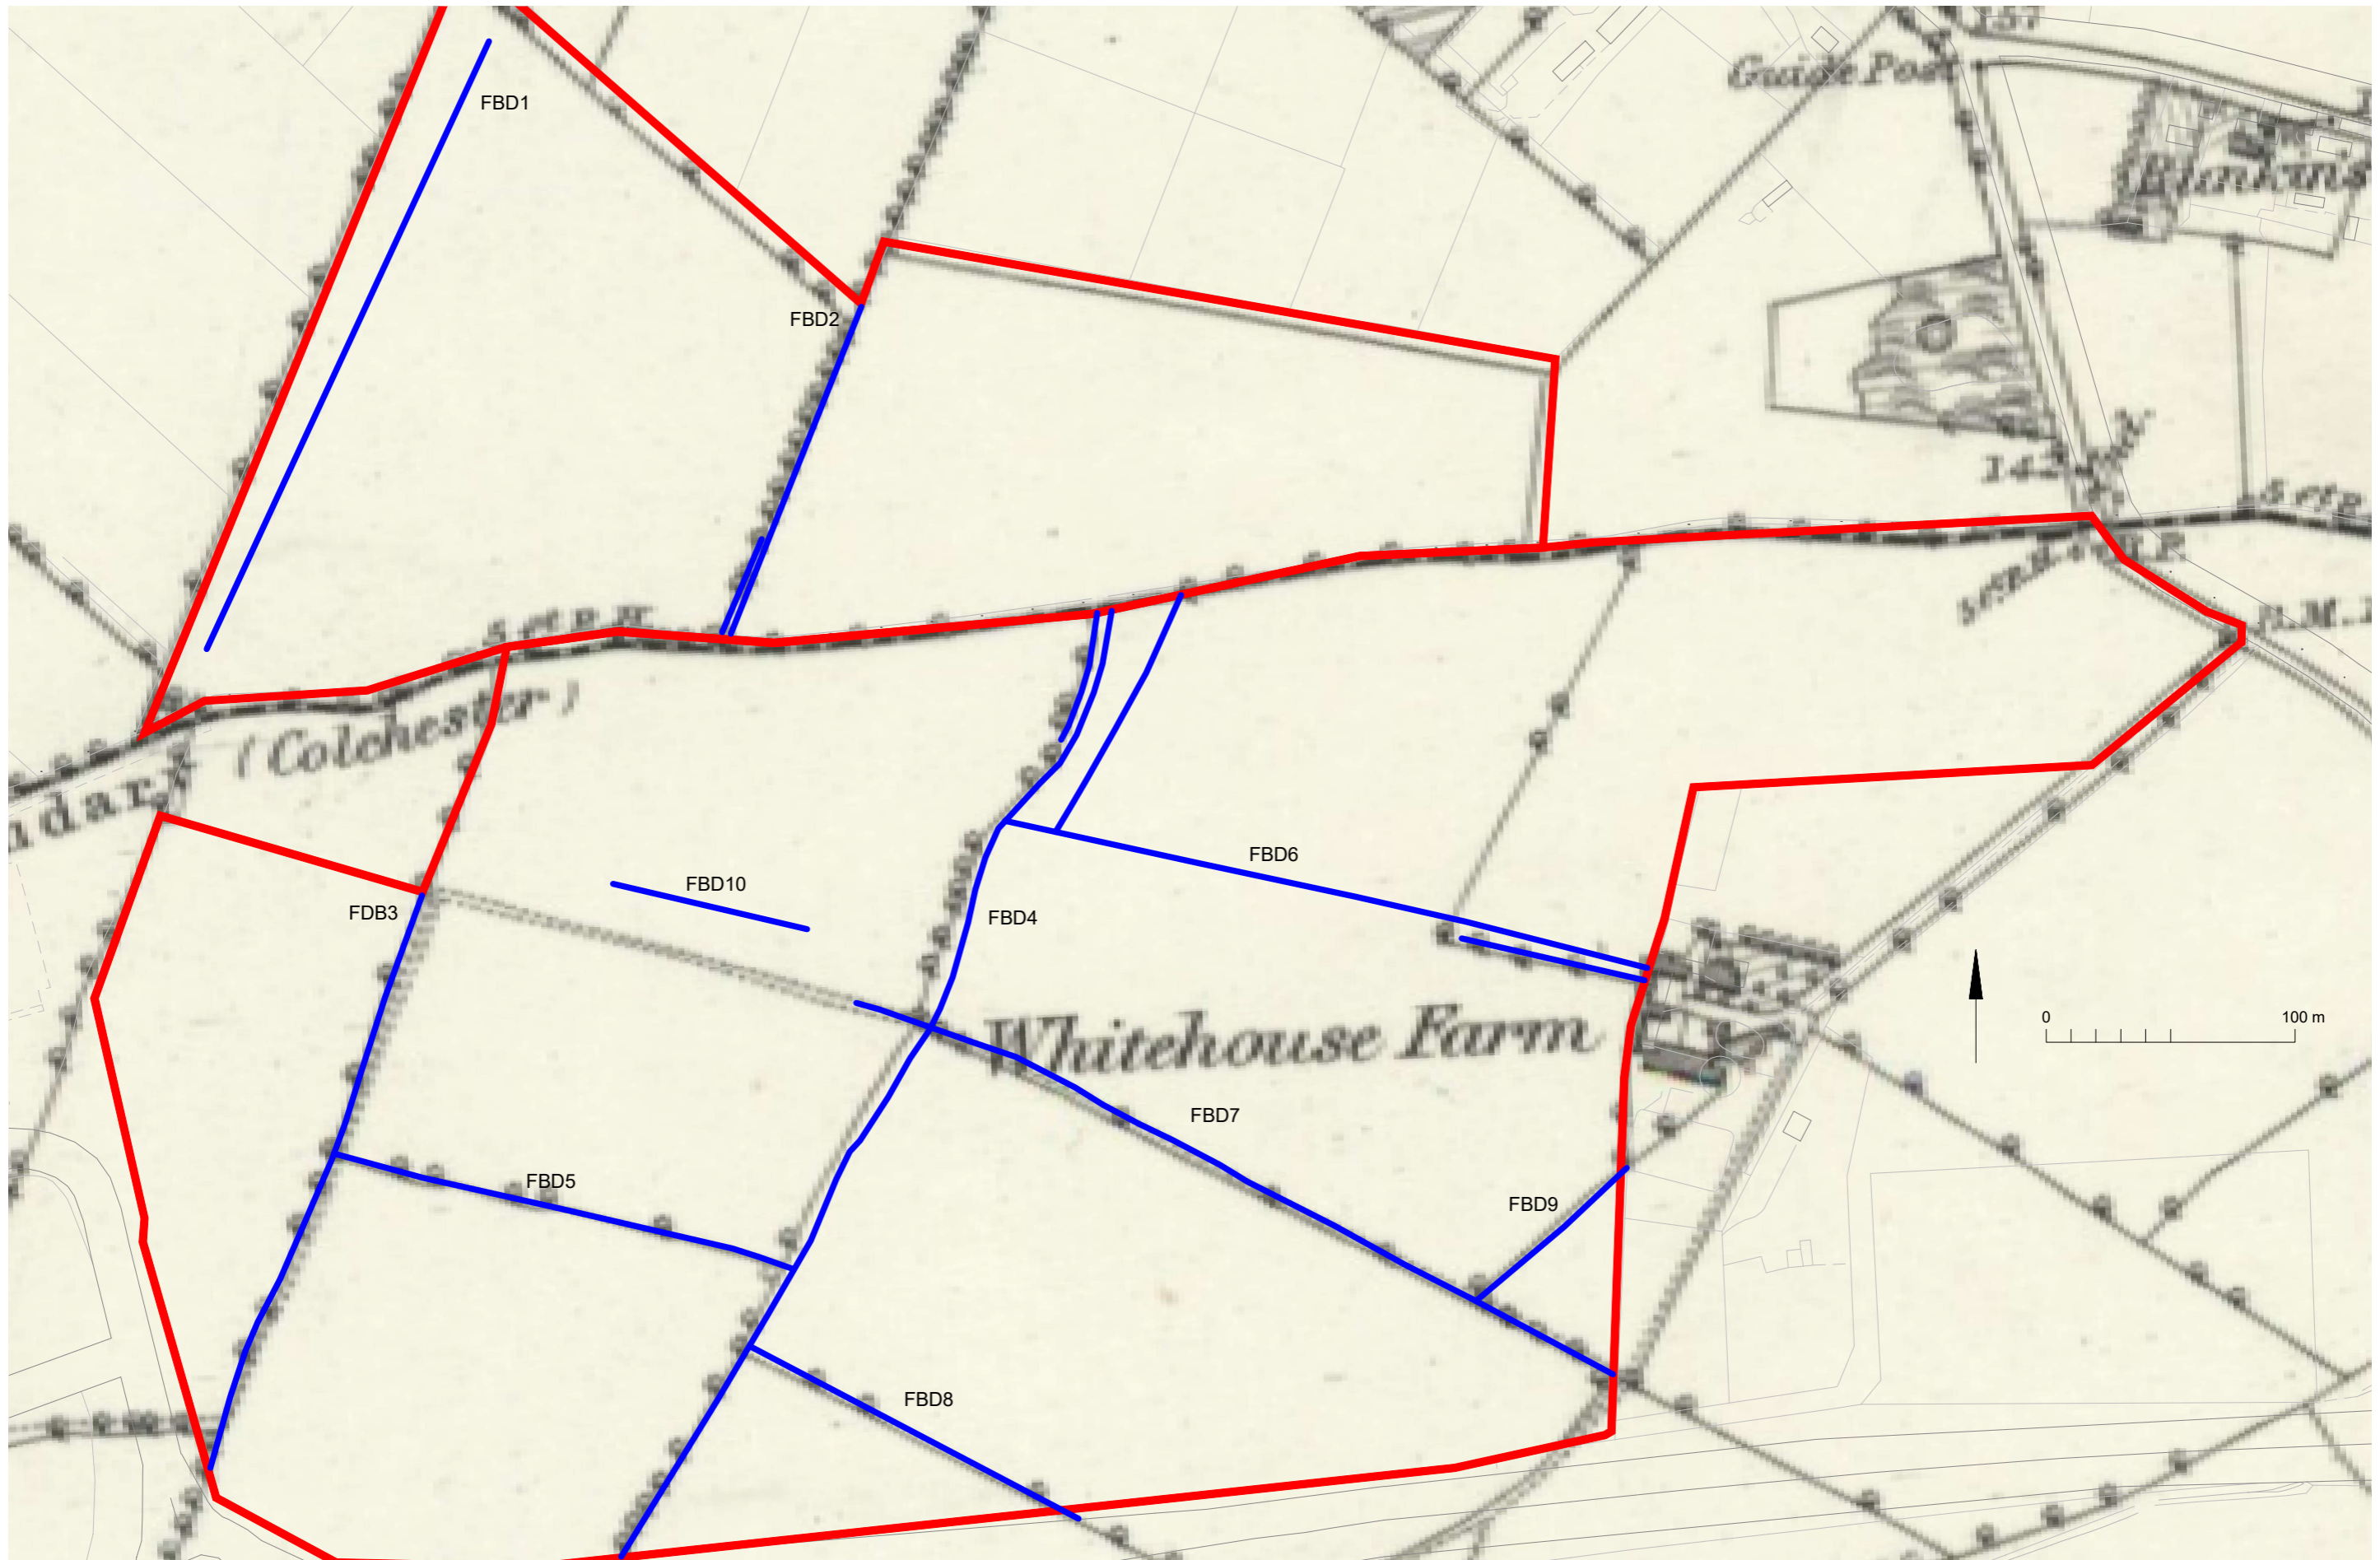 FBD1
Guide Post
FBD2
( Colchester )
FBD10
FBD6
FDB3
FBD4
Whitehouse Farm
0 100 m
FBD7
FBD5
FBD9
FBD8